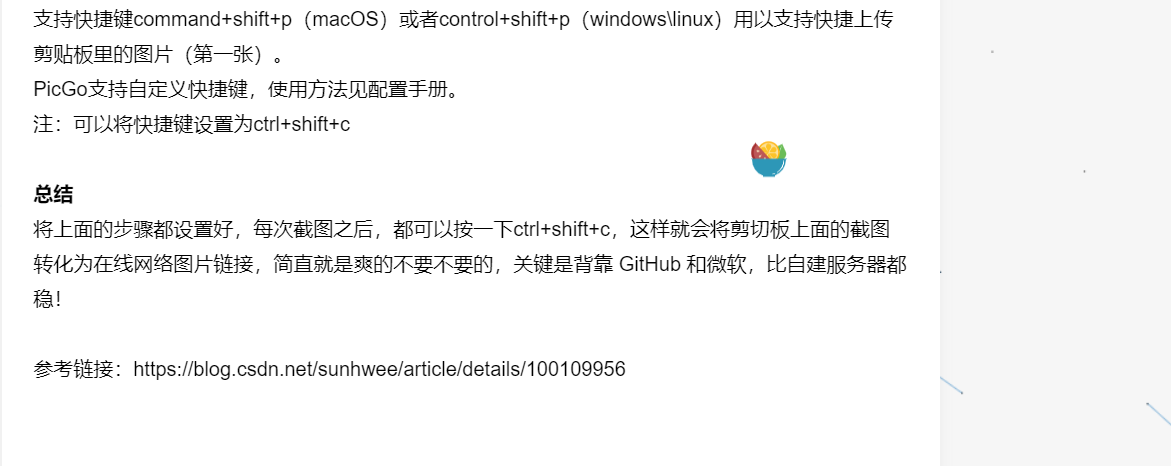 支持快捷键command+shift+p（macOS）或者control+shift+p（windows\linux）用以支持快捷上传
剪贴板里的图片（第一张）。
PicGo支持自定义快捷键，使用方法见配置手册。
注：可以将快捷键设置为ctrl+shift+c
总结
将上面的步骤都设置好，每次截图之后，都可以按一下ctrl+shift+c，这样就会将剪切板上面的截图
转化为在线网络图片链接，简直就是爽的不要不要的，关键是背靠 GitHub 和微软，比自建服务器都
稳！
参考链接：https://blog.csdn.net/sunhwee/article/details/100109956